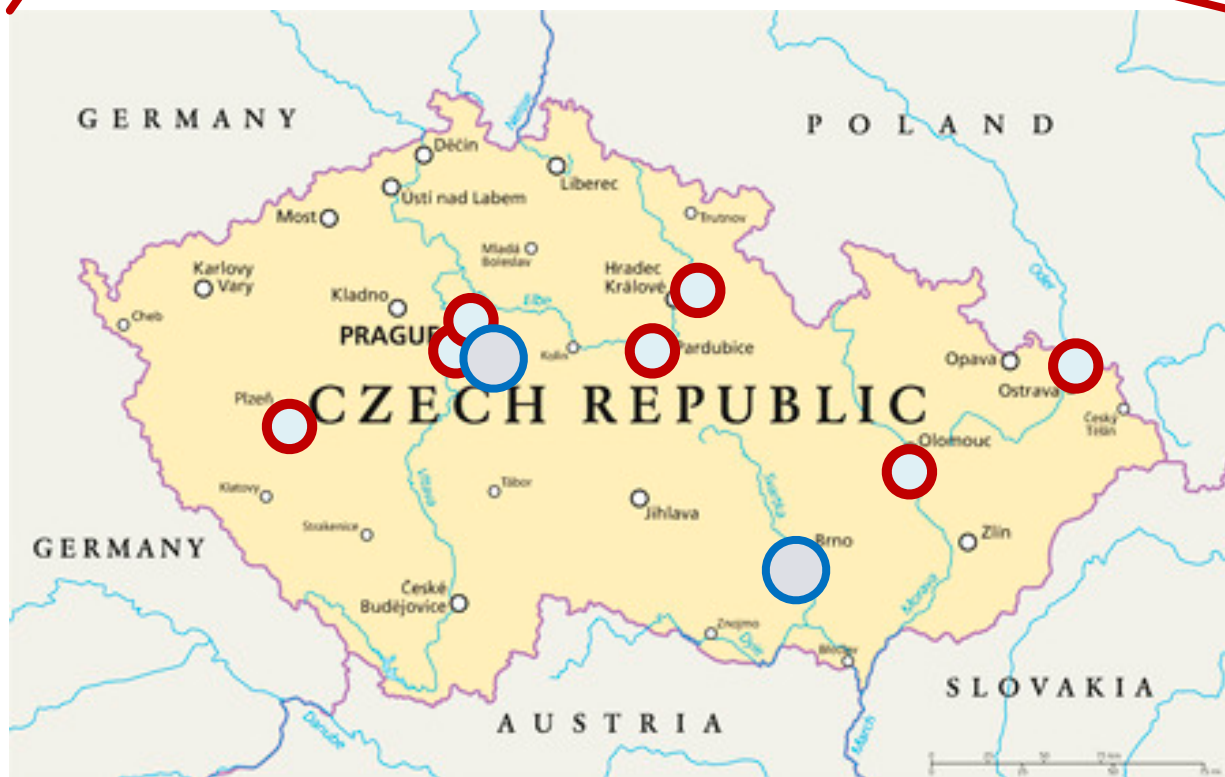 GERMANY
POLAND
Děčín
Liberec
Ústí nad Labem
Most
Trutnov
Mladá
Boleslav
Karlovy
Vary
Hradec
Králové
Cheb
Kladno
Elbe
Oder
PRAGUE
Kolín
Pardubice
Opava
Ostrava
Český
Těšín
Plzeň
CZECH REPUBLIC
Olomouc
Klatovy
Vltava
Tábor
Svratka
Jihlava
Strakonice
Brno
Zlín
GERMANY
České
Budějovice
Morava
Znojmo
Břeclav
SLOVAKIA
AUSTRIA
Danube
March